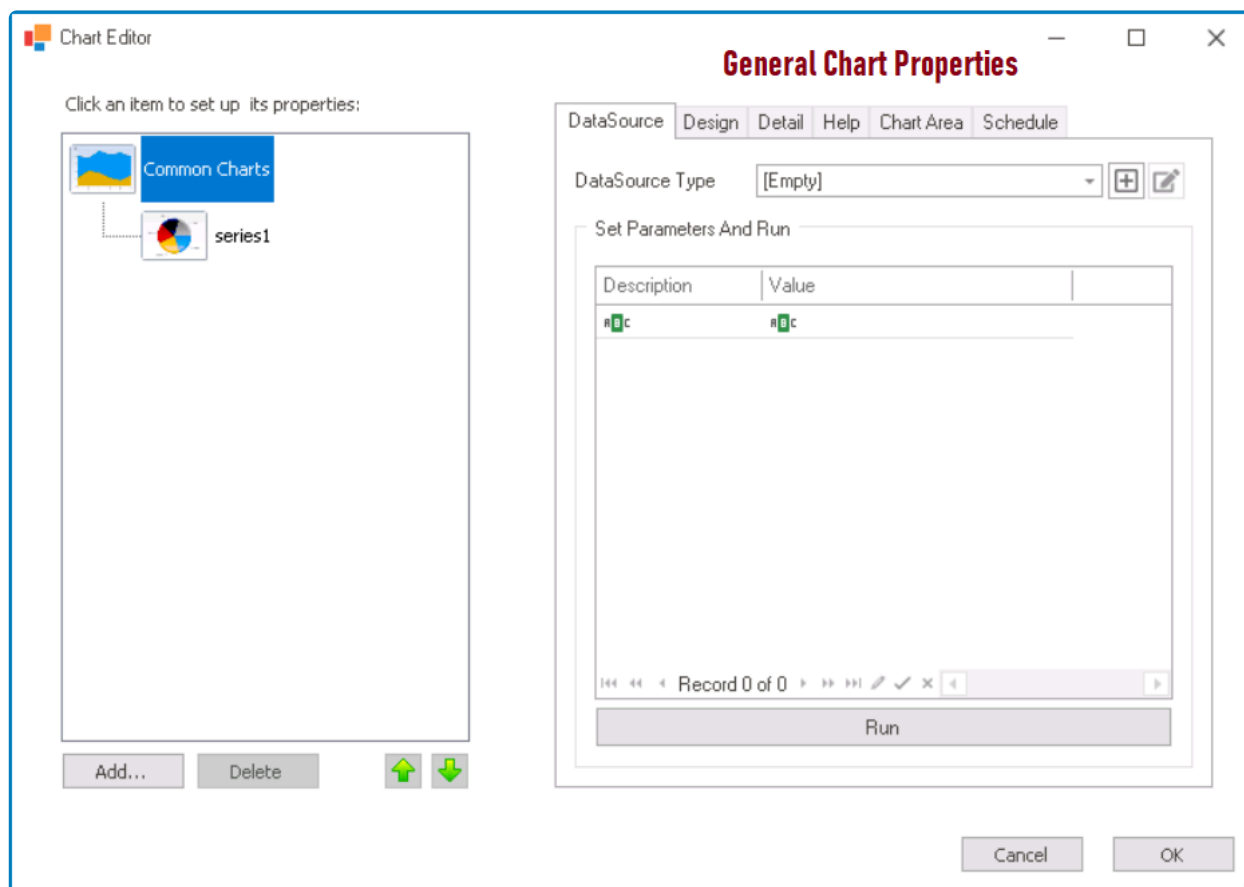 Chart Editor
General Chart Properties
Click an item to set up its properties:
Common Charts
series1
Add...
Delete
DataSource Design Detail Help Chart Area Schedule
DataSource Type [Empty]
Set Parameters And Run
Description Value
ABC ABC
Record 0 of 0
Run
Cancel OK